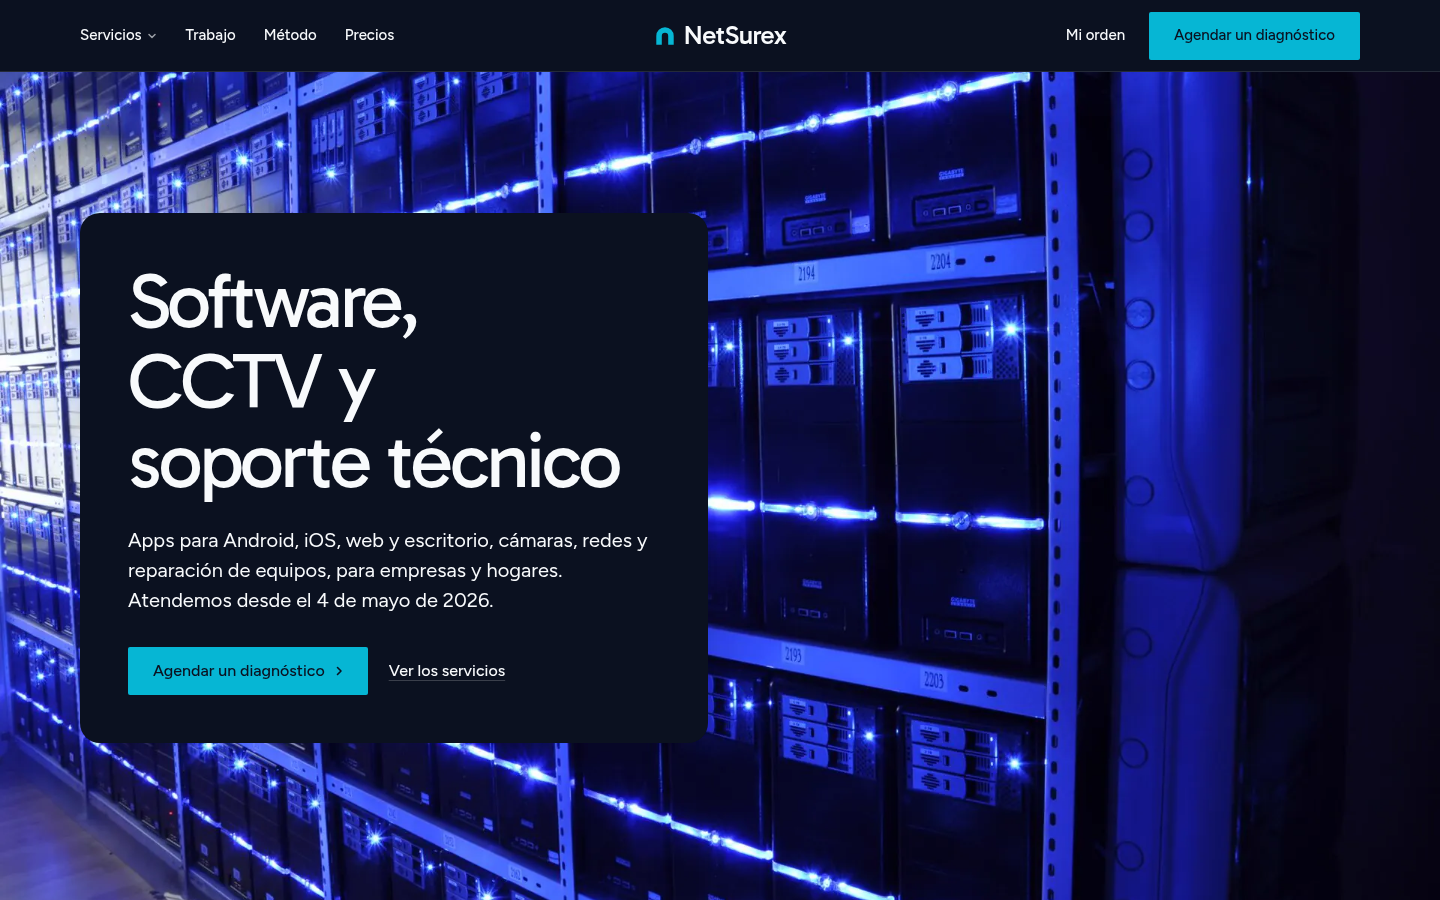 Servicios
Trabajo
Método
Precios
NetSurex
Mi orden
Agendar un diagnóstico
Software,
CCTV y
soporte técnico
Apps para Android, iOS, web y escritorio, cámaras, redes y
reparación de equipos, para empresas y hogares.
Atendemos desde el 4 de mayo de 2026.
Agendar un diagnóstico
Ver los servicios
2194
2204
2193
2203
GIGABYTE
GIGABYTE